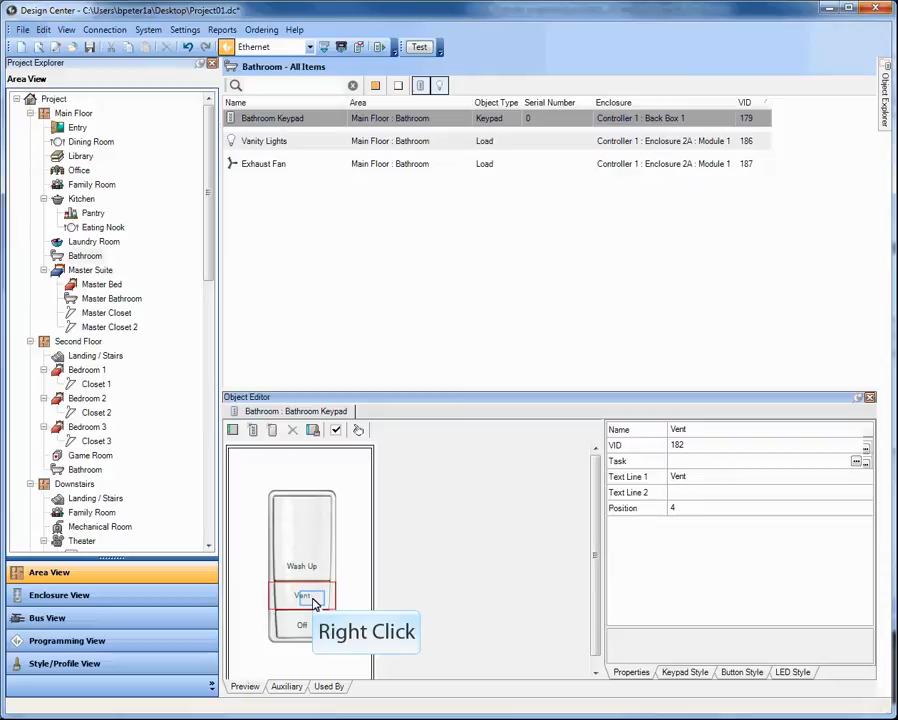 Design Center - C:\Users\bpeter1a\Desktop\Project01.dc*
File Edit View Connection System Settings Reports Ordering Help
Ethernet Test
Project Explorer
Area View
Project
Main Floor
Entry
Dining Room
Library
Office
Family Room
Kitchen
Pantry
Eating Nook
Laundry Room
Bathroom
Master Suite
Master Bed
Master Bathroom
Master Closet
Master Closet 2
Second Floor
Landing / Stairs
Bedroom 1
Closet 1
Bedroom 2
Closet 2
Bedroom 3
Closet 3
Game Room
Bathroom
Downstairs
Landing / Stairs
Family Room
Mechanical Room
Theater
Area View
Enclosure View
Bus View
Programming View
Style/Profile View
Bathroom - All Items
Name Area Object Type Serial Number Enclosure VID
Bathroom Keypad Main Floor : Bathroom Keypad 0 Controller 1 : Back Box 1 179
Vanity Lights Main Floor : Bathroom Load Controller 1 : Enclosure 2A : Module 1 186
Exhaust Fan Main Floor : Bathroom Load Controller 1 : Enclosure 2A : Module 1 187
Object Explorer
Object Editor
Bathroom : Bathroom Keypad
Wash Up
Vent
Off
Right Click
Preview Auxiliary Used By
Name Vent
VID 182
Task
Text Line 1 Vent
Text Line 2
Position 4
Properties Keypad Style Button Style LED Style